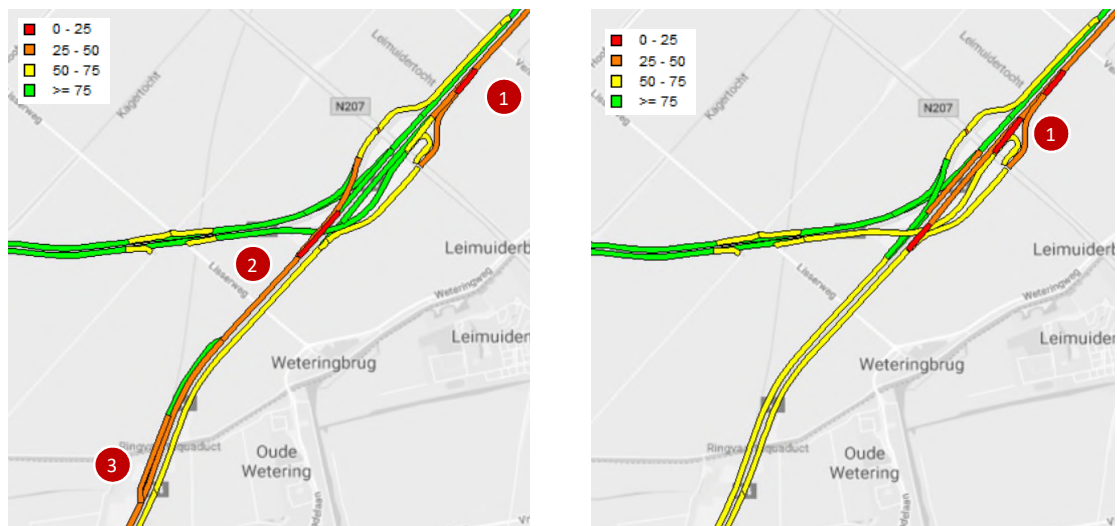 0 - 25
25 - 50
50 - 75
>= 75
Leimuidertocht
Kagertocht
N207
1
Lisserweg
2
Leimuiderb
Weteringweg
Leimuider
Weteringbrug
3
Oude
Wetering
0 - 25
25 - 50
50 - 75
>= 75
Leimuidertocht
Kagertocht
N207
1
Lisserweg
Leimuiderb
Weteringweg
Leimuider
Weteringbrug
Oude
Wetering